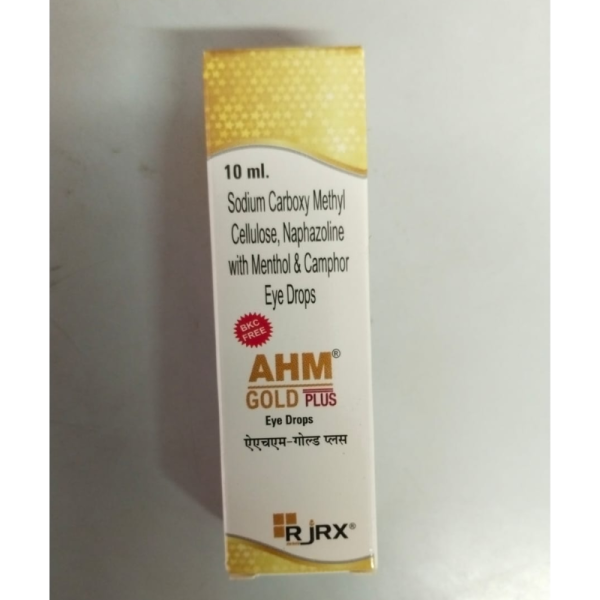 10 ml.
Sodium Carboxy Methyl
Cellulose, Naphazoline
with Menthol & Camphor
Eye Drops
BKC
FREE
AHM®
GOLD PLUS
Eye Drops
ऐएचएम-गोल्ड प्लस
RJRX®